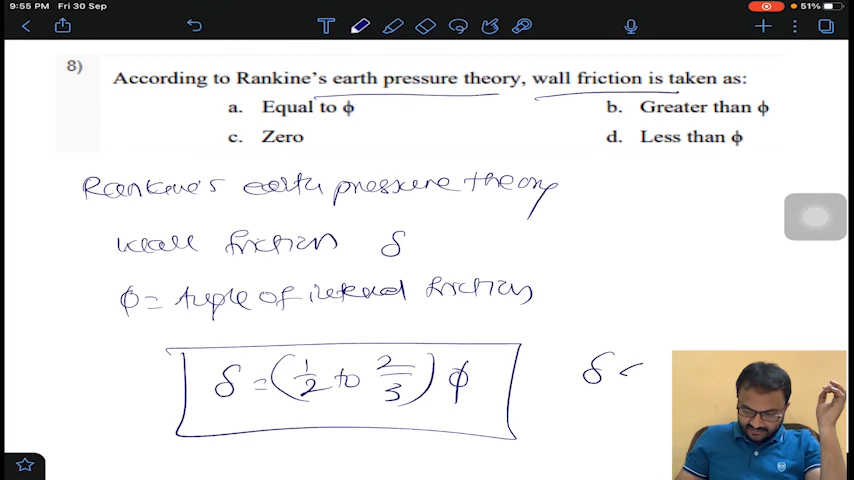 9:55 PM Fri 30 Sep
51%
8) According to Rankine's earth pressure theory, wall friction is taken as:
a. Equal to ϕ b. Greater than ϕ
c. Zero d. Less than ϕ
Rankine's earth pressure theory
Wall friction δ
ϕ = Angle of internal friction
δ = (1/2 to 2/3) ϕ δ <